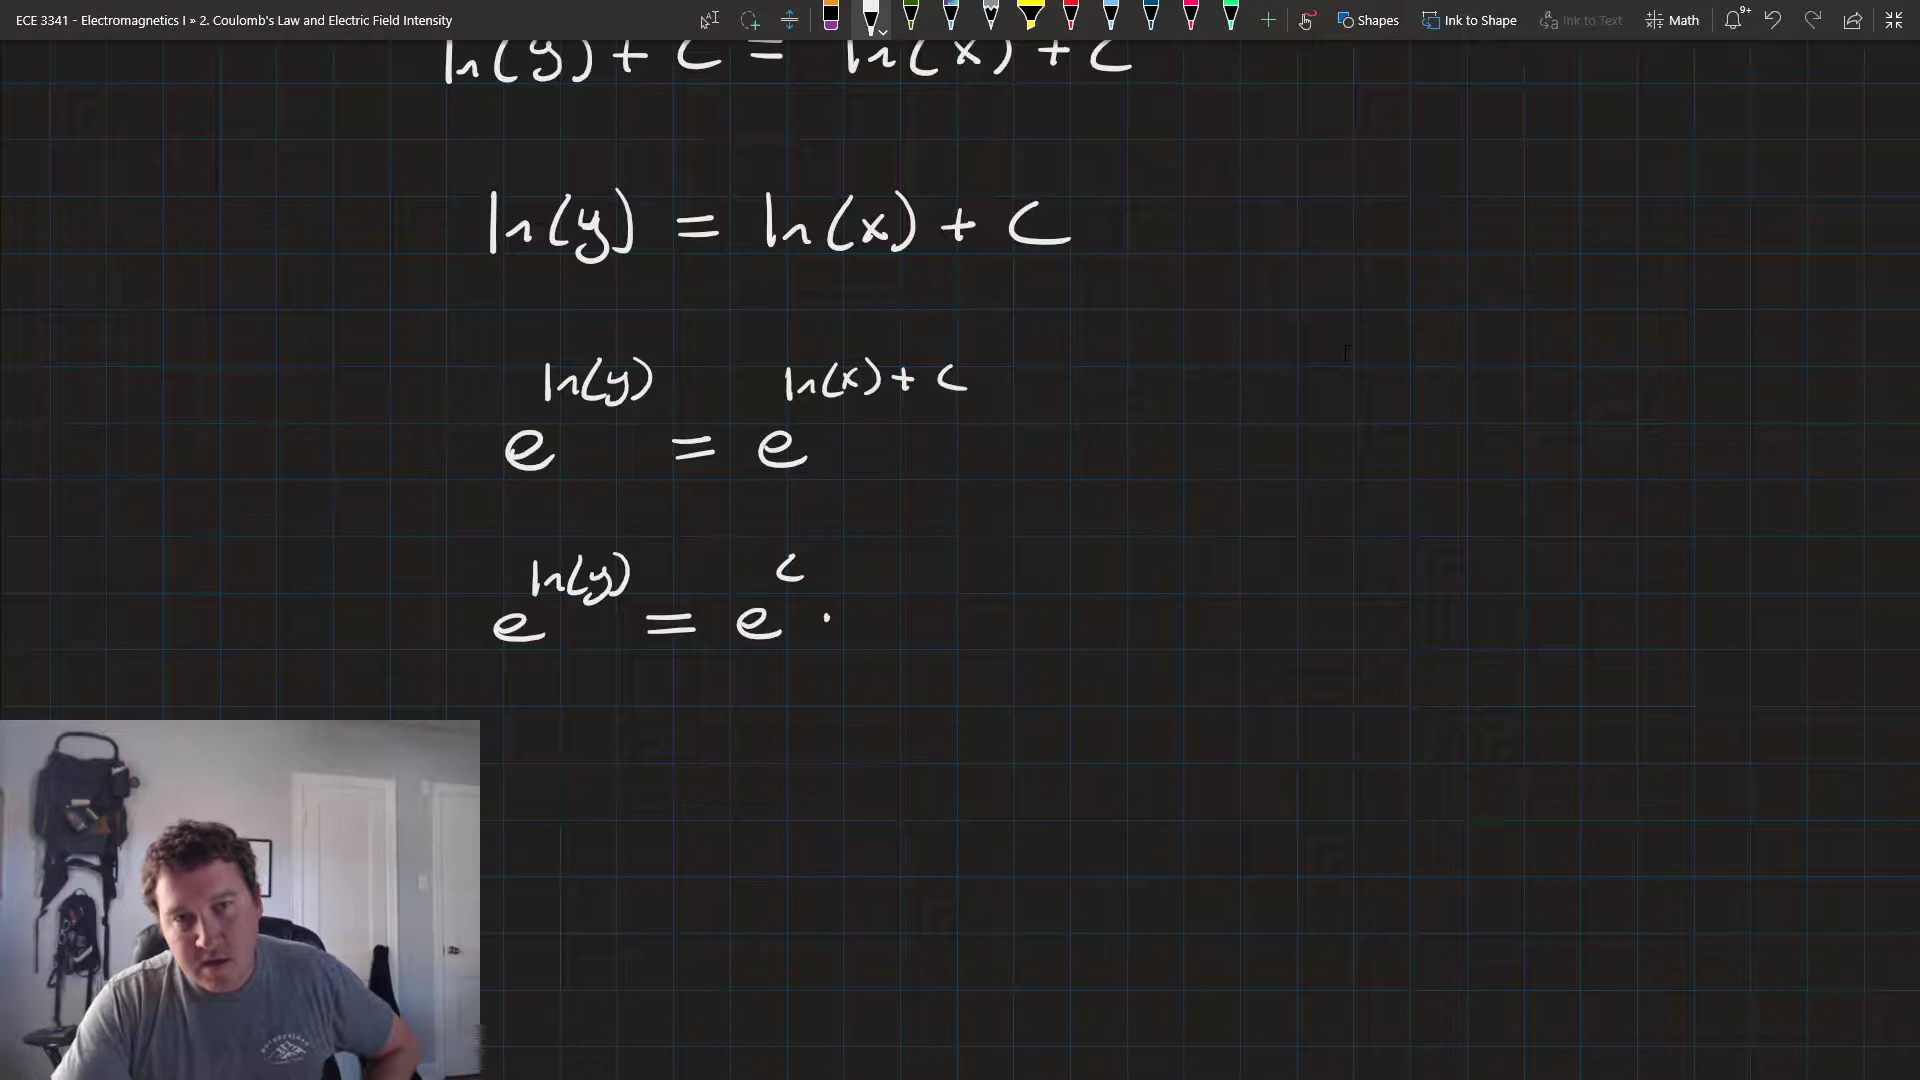 ECE 3341 - Electromagnetics I » 2. Coulomb's Law and Electric Field Intensity
9+
Shapes
Ink to Shape
Ink to Text
Math
ln(y) + C = ln(x) + C
ln(y) = ln(x) + C
e^ln(y) = e^ln(x) + C
e^ln(y) = e^C ·